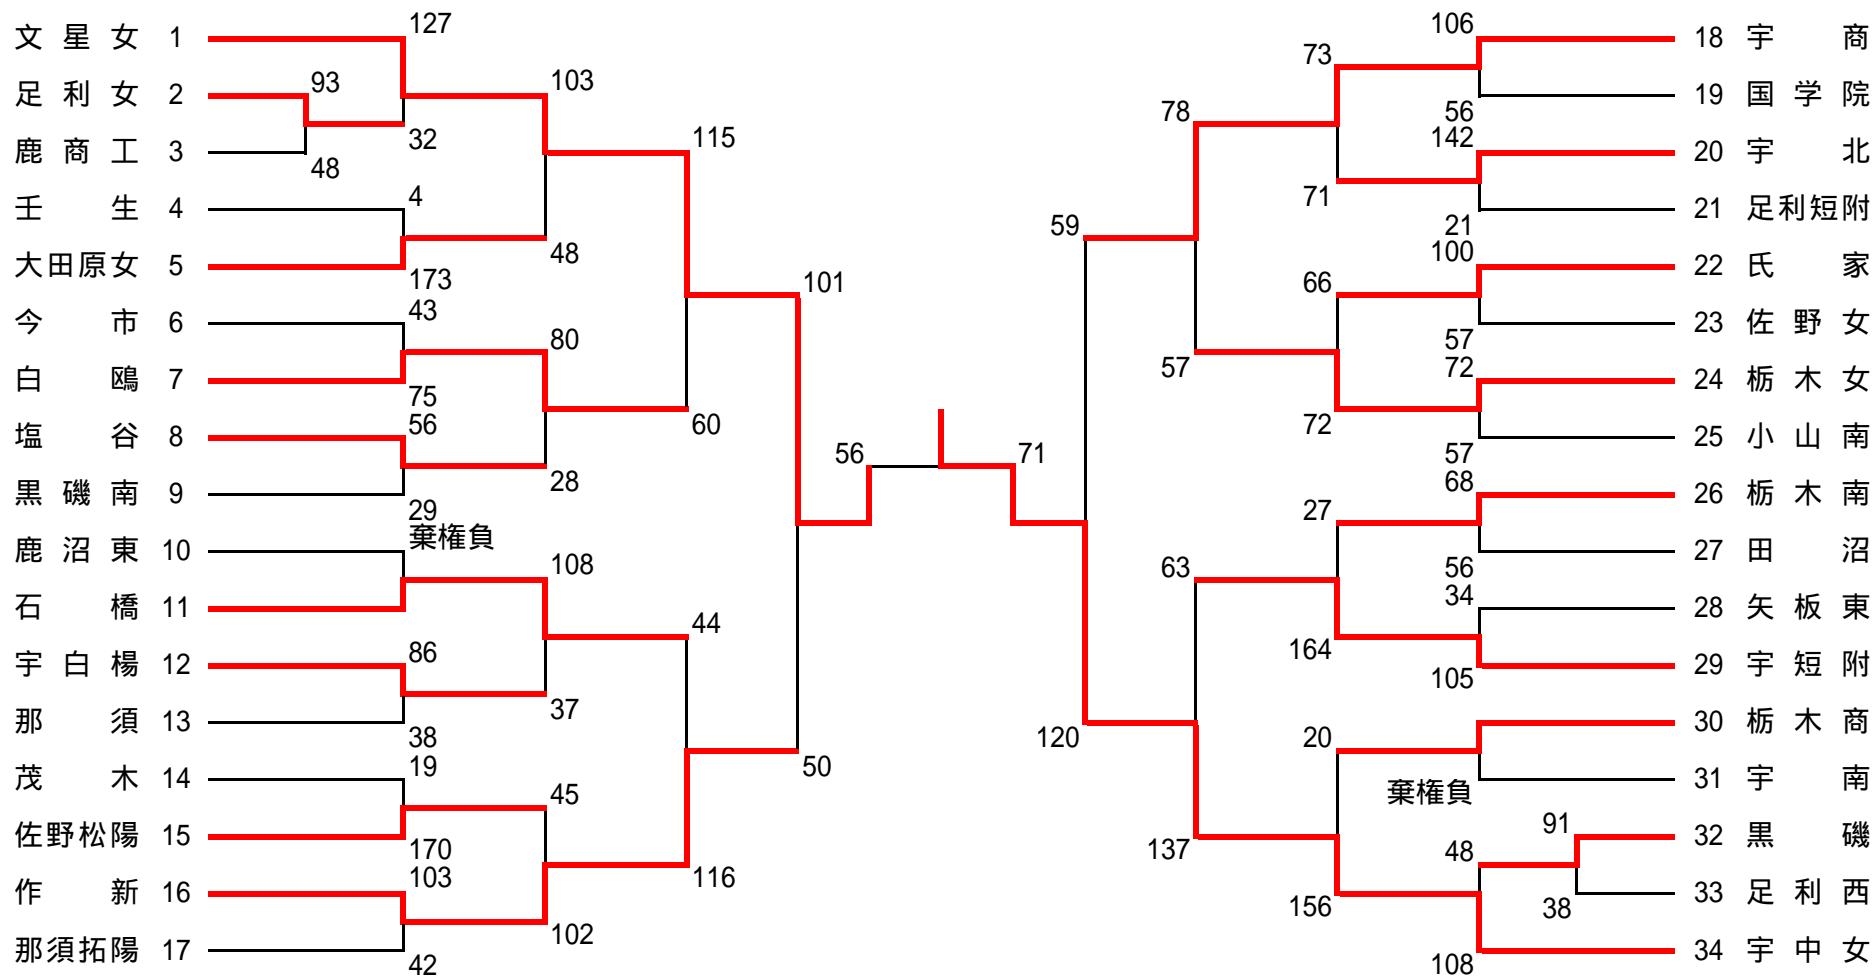 文星女 1
足利女 2
鹿商工 3
壬生 4
大田原女 5
今市 6
白鴎 7
塩谷 8
黒磯南 9
鹿沼東 10
石橋 11
宇白楊 12
那須 13
茂木 14
佐野松陽 15
作新 16
那須拓陽 17
93
48
127
32
4
173
43
75
56
29
棄権負
86
38
19
170
103
42
103
48
80
28
108
37
45
102
115
60
44
116
101
50
56
71
59
120
78
57
63
137
73
71
66
72
27
164
20
156
106
56
142
21
100
57
72
57
68
56
34
105
棄権負
48
108
91
38
18 宇商
19 国学院
20 宇北
21 足利短附
22 氏家
23 佐野女
24 栃木女
25 小山南
26 栃木南
27 田沼
28 矢板東
29 宇短附
30 栃木商
31 宇南
32 黒磯
33 足利西
34 宇中女